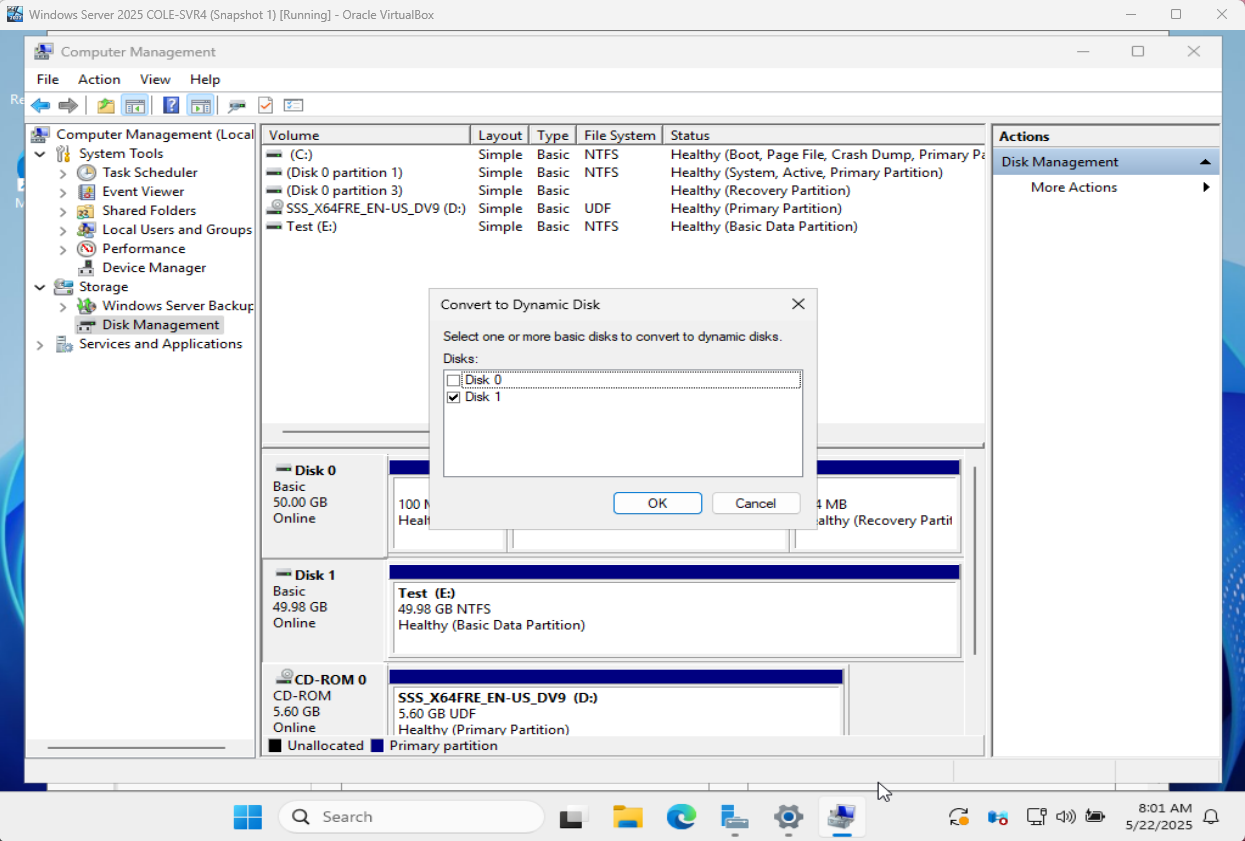 Windows Server 2025 COLE-SVR4 (Snapshot 1) [Running] - Oracle VirtualBox
Computer Management
File Action View Help
Computer Management (Local
System Tools
Task Scheduler
Event Viewer
Shared Folders
Local Users and Groups
Performance
Device Manager
Storage
Windows Server Backup
Disk Management
Services and Applications
Volume Layout Type File System Status
(C:) Simple Basic NTFS Healthy (Boot, Page File, Crash Dump, Primary Pa
(Disk 0 partition 1) Simple Basic NTFS Healthy (System, Active, Primary Partition)
(Disk 0 partition 3) Simple Basic Healthy (Recovery Partition)
SSS_X64FRE_EN-US_DV9 (D:) Simple Basic UDF Healthy (Primary Partition)
Test (E:) Simple Basic NTFS Healthy (Basic Data Partition)
Convert to Dynamic Disk
Select one or more basic disks to convert to dynamic disks.
Disks:
Disk 0
Disk 1
OK Cancel
Disk 0
Basic
50.00 GB
Online
100 M
Healt
4 MB
ealthy (Recovery Partit
Disk 1
Basic
49.98 GB
Online
Test (E:)
49.98 GB NTFS
Healthy (Basic Data Partition)
CD-ROM 0
CD-ROM
5.60 GB
Online
SSS_X64FRE_EN-US_DV9 (D:)
5.60 GB UDF
Healthy (Primary Partition)
Unallocated Primary partition
Actions
Disk Management
More Actions
Re
M
Search
8:01 AM
5/22/2025